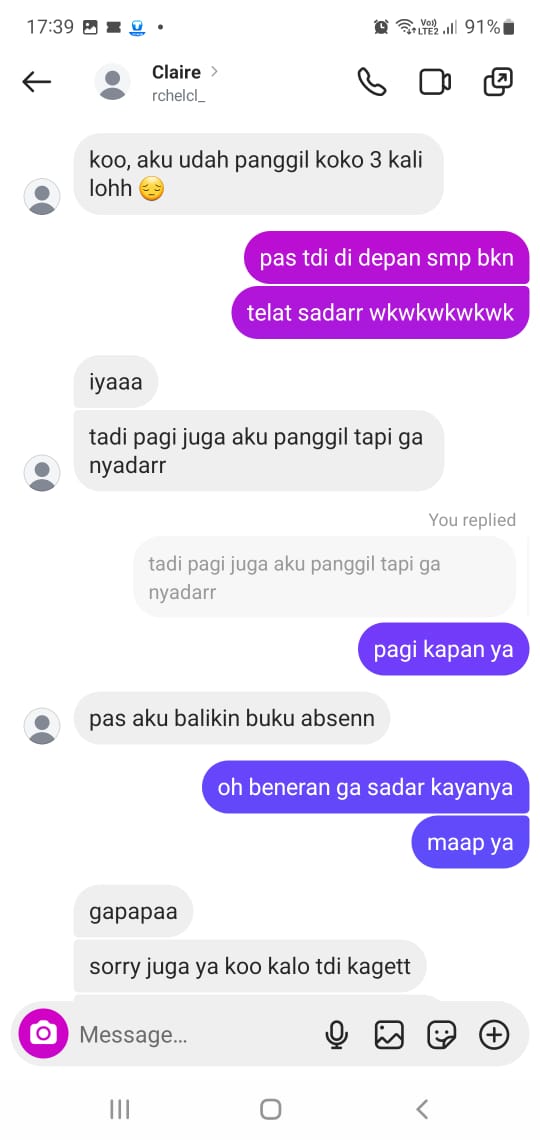 17:39
Vo))
LTE2
91%
Claire
rchelcl_
koo, aku udah panggil koko 3 kali
lohh 😔
pas tdi di depan smp bkn
telat sadarr wkwkwkwkwk
iyaaa
tadi pagi juga aku panggil tapi ga
nyadarr
You replied
tadi pagi juga aku panggil tapi ga
nyadarr
pagi kapan ya
pas aku balikin buku absenn
oh beneran ga sadar kayanya
maap ya
gapapaa
sorry juga ya koo kalo tdi kagett
Message...